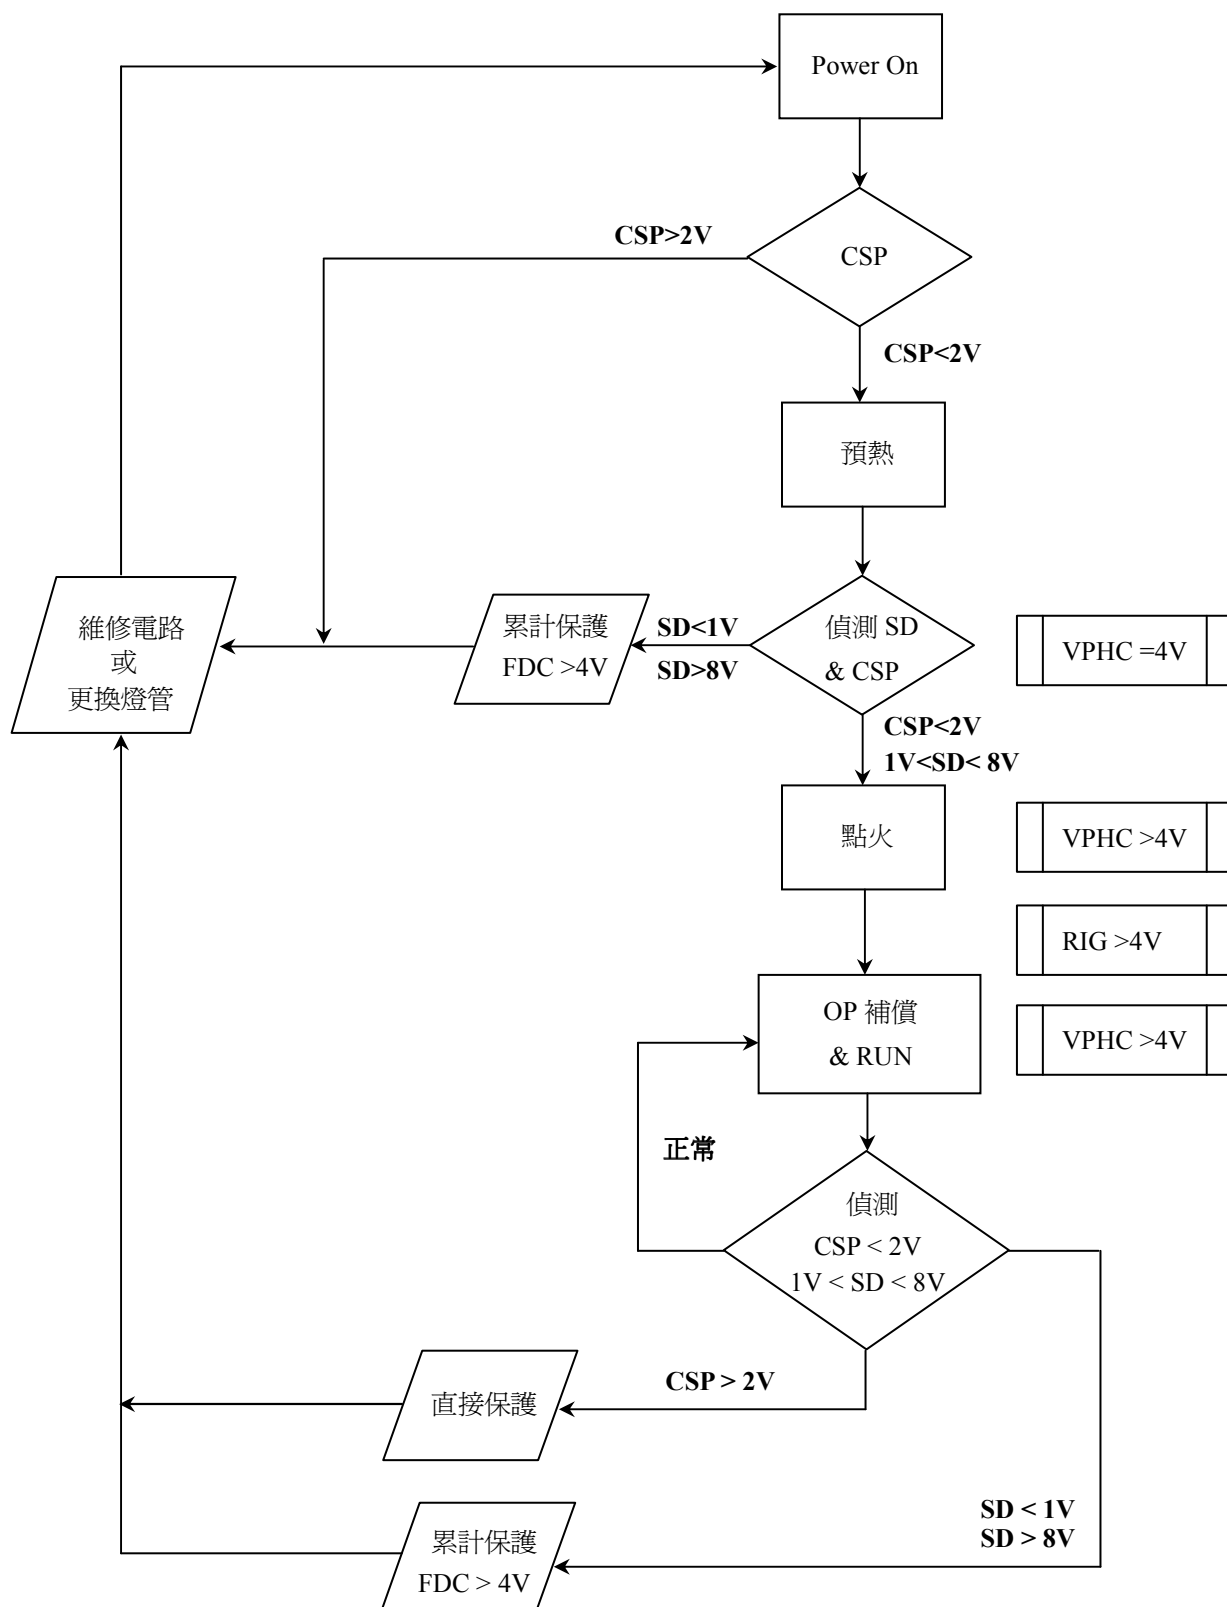 Power On
CSP>2V
CSP
CSP<2V
預熱
維修電路
或
更換燈管
累計保護
FDC >4V
SD<1V
SD>8V
偵測 SD
& CSP
VPHC =4V
CSP<2V
1V<SD< 8V
點火
VPHC >4V
RIG >4V
OP 補償
& RUN
VPHC >4V
正常
偵測
CSP < 2V
1V < SD < 8V
CSP > 2V
直接保護
SD < 1V
SD > 8V
累計保護
FDC > 4V